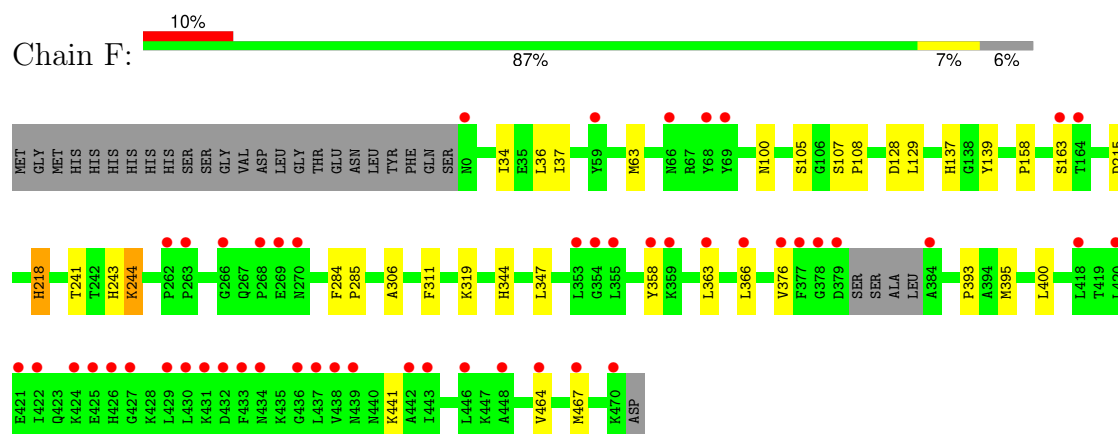 10%
Chain F:
87% 7% 6%
MET GLY MET HIS HIS HIS HIS HIS HIS SER SER GLY VAL ASP LEU GLY THR GLU ASN LEU TYR PHE GLN SER N0 I34 E35 L36 I37 Y59 M63 N66 R67 Y68 Y69 N100 S105 G106 S107 P108 D128 L129 H137 G138 Y139 P158 S163 T164 D215
H218 T241 T242 H243 K244 P262 P263 G266 Q267 P268 E269 N270 F284 P285 A306 F311 K319 H344 L347 L353 G354 L355 Y358 K359 L363 L366 V376 F377 G378 D379 SER SER ALA LEU A384 P393 A394 M395 L400 L418 T419 L420
E421 I422 Q423 K424 E425 H426 G427 K428 L429 L430 K431 D432 F433 N434 K435 G436 L437 V438 N439 N440 K441 A442 I443 L446 K447 A448 V464 M467 K470 ASP